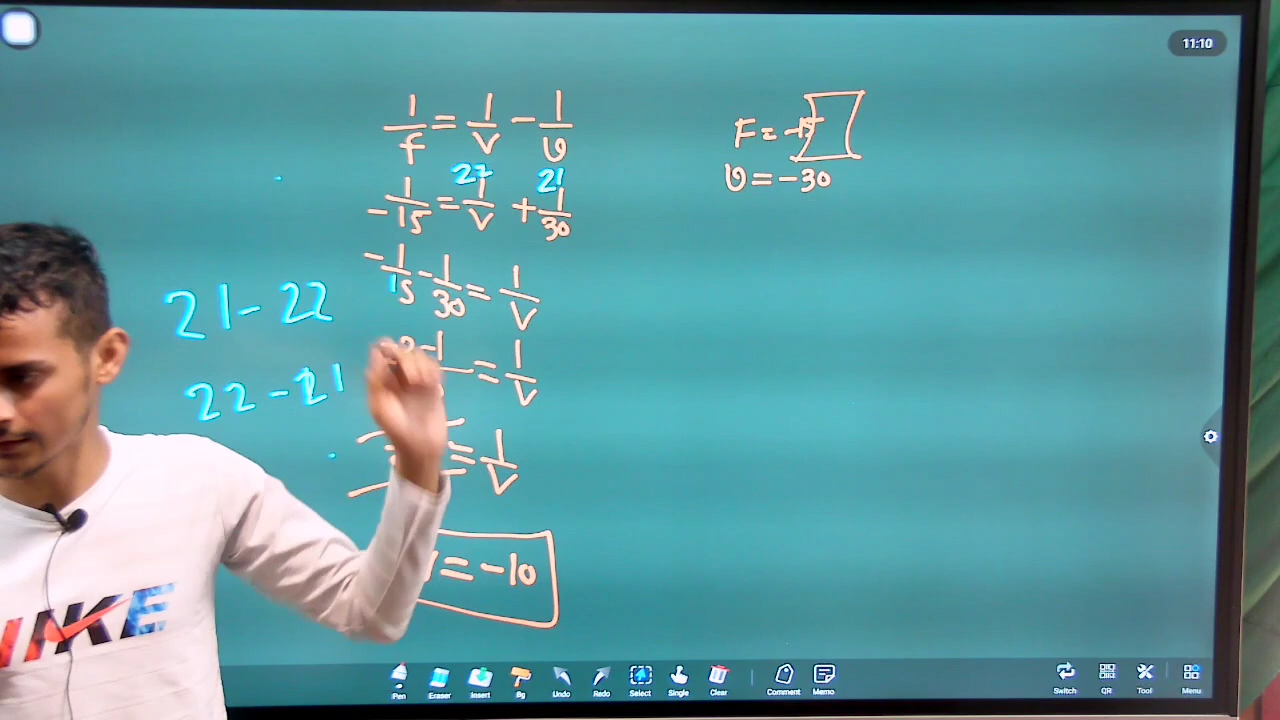 11:10
1/f = 1/V - 1/U
F = -15
U = -30
27 21
-1/15 = 1/V + 1/30
-1/15 - 1/30 = 1/V
21 - 22
-1 = 1/V
22 - 21
= 1/V
= -10
NIKE
Pen Eraser Insert Bg Undo Redo Select Single Clear Comment Memo Switch QR Tool Menu